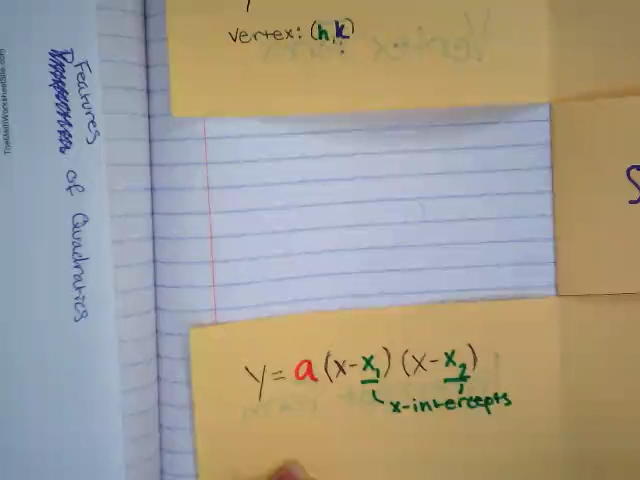 vertex: (h,k)
Features
of Quadratics
y = a (x-x₁) (x-x₂)
x-intercepts
S